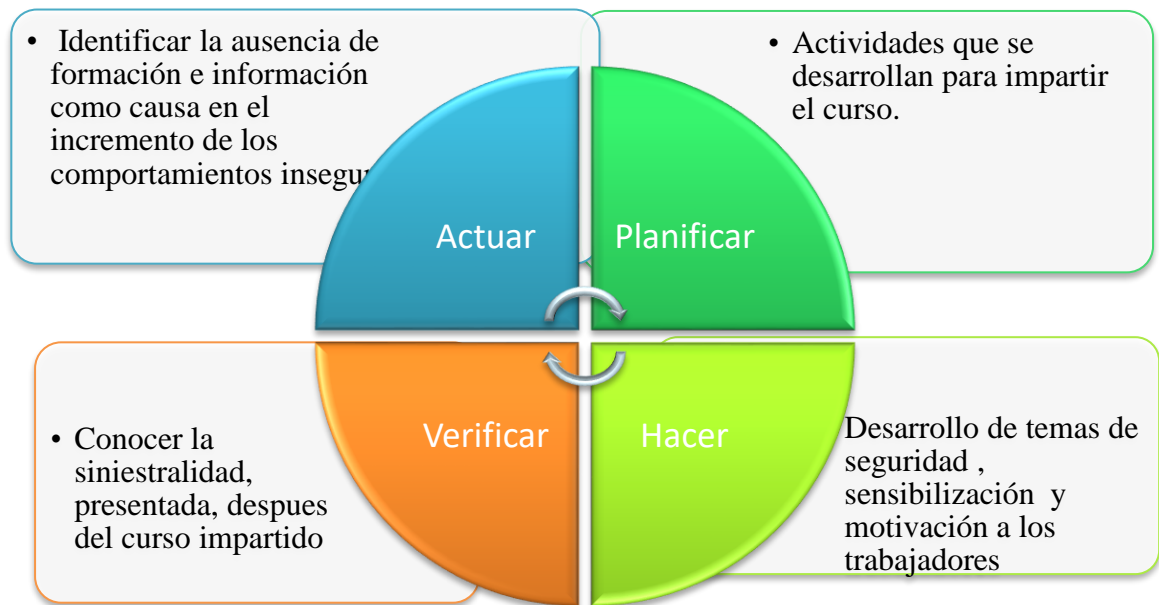 • Identificar la ausencia de
formación e información
como causa en el
incremento de los
comportamientos
• Actividades que se
desarrollan para impartir
el curso.
Actuar
Planificar
Verificar
Hacer
• Conocer la
siniestralidad,
presentada, despues
del curso impartido
Desarrollo de temas de
seguridad ,
sensibilización y
motivación a los
trabajadores